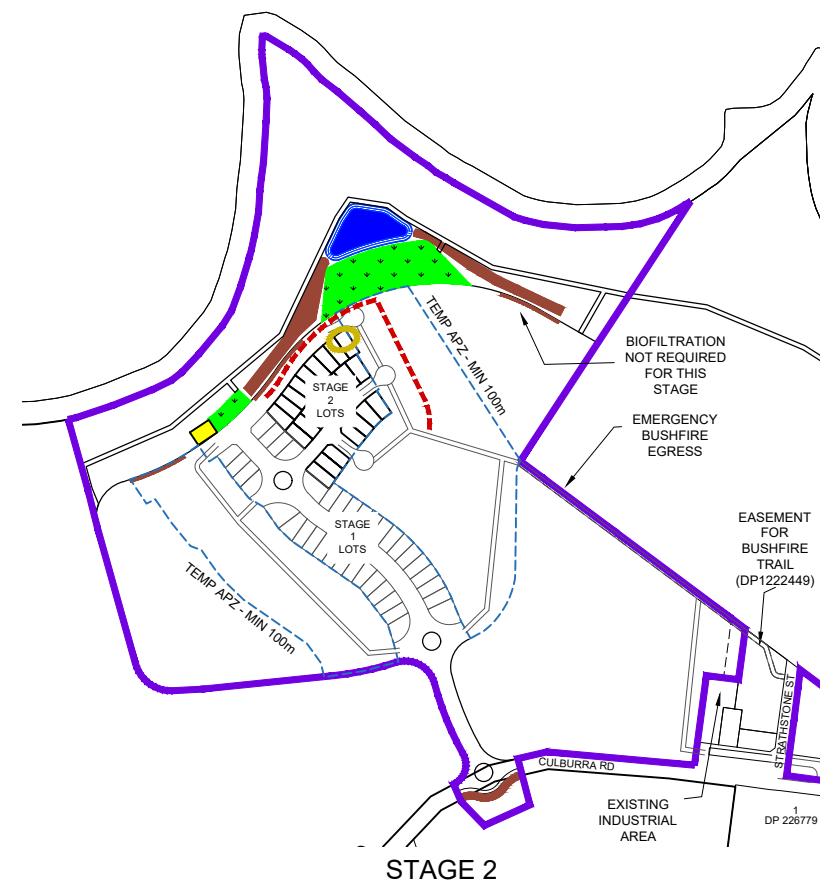 TEMP APZ - MIN 100m
BIOFILTRATION
NOT REQUIRED
FOR THIS
STAGE
STAGE
2
LOTS
EMERGENCY
BUSHFIRE
EGRESS
EASEMENT
FOR
BUSHFIRE
TRAIL
(DP1222449)
STAGE
1
LOTS
TEMP APZ - MIN 100m
STRATHSTONE ST
CULBURRA RD
EXISTING
INDUSTRIAL
AREA
1
DP 226779
STAGE 2